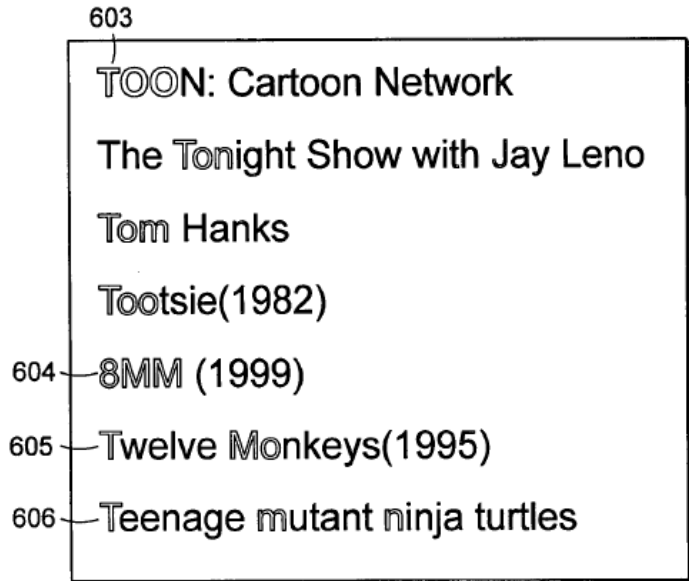 603
TOON: Cartoon Network
The Tonight Show with Jay Leno
Tom Hanks
Tootsie(1982)
604 8MM (1999)
605 Twelve Monkeys(1995)
606 Teenage mutant ninja turtles